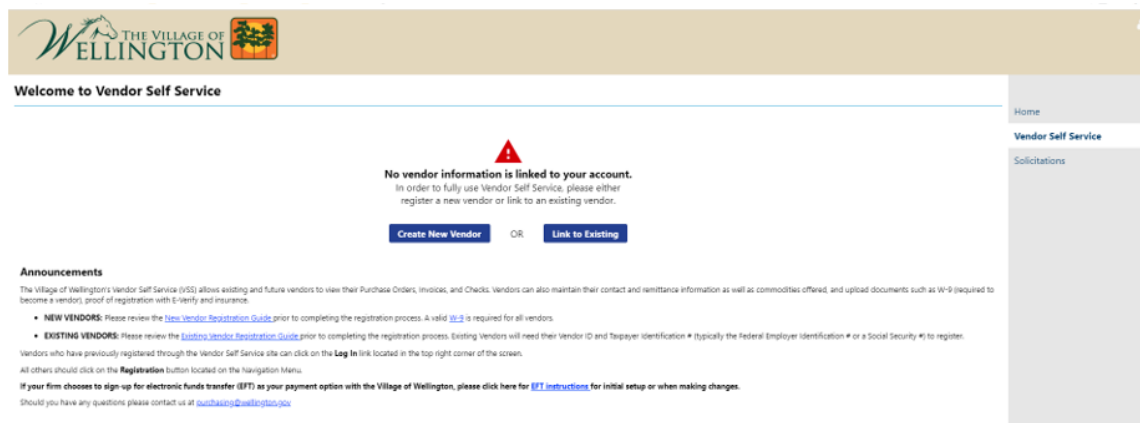 THE VILLAGE OF
WELLINGTON
Welcome to Vendor Self Service
Home
Vendor Self Service
Solicitations
No vendor information is linked to your account.
In order to fully use Vendor Self Service, please either
register a new vendor or link to an existing vendor.
Create New Vendor OR Link to Existing
Announcements
The Village of Wellington's Vendor Self Service (VSS) allows existing and future vendors to view their Purchase Orders, Invoices, and Checks. Vendors can also maintain their contact and remittance information as well as commodities offered, and upload documents such as W-9 (required to
become a vendor), proof of registration with E-Verify and insurance.
• NEW VENDORS: Please review the New Vendor Registration Guide prior to completing the registration process. A valid W-9 is required for all vendors.
• EXISTING VENDORS: Please review the Existing Vendor Registration Guide prior to completing the registration process. Existing Vendors will need their Vendor ID and Taxpayer Identification # (typically the Federal Employer Identification # or a Social Security #) to register.
Vendors who have previously registered through the Vendor Self Service site can click on the Log In link located in the top right corner of the screen.
All others should click on the Registration button located on the Navigation Menu.
If your firm chooses to sign-up for electronic funds transfer (EFT) as your payment option with the Village of Wellington, please click here for EFT instructions for initial setup or when making changes.
Should you have any questions please contact us at purchasing@wellington.gov